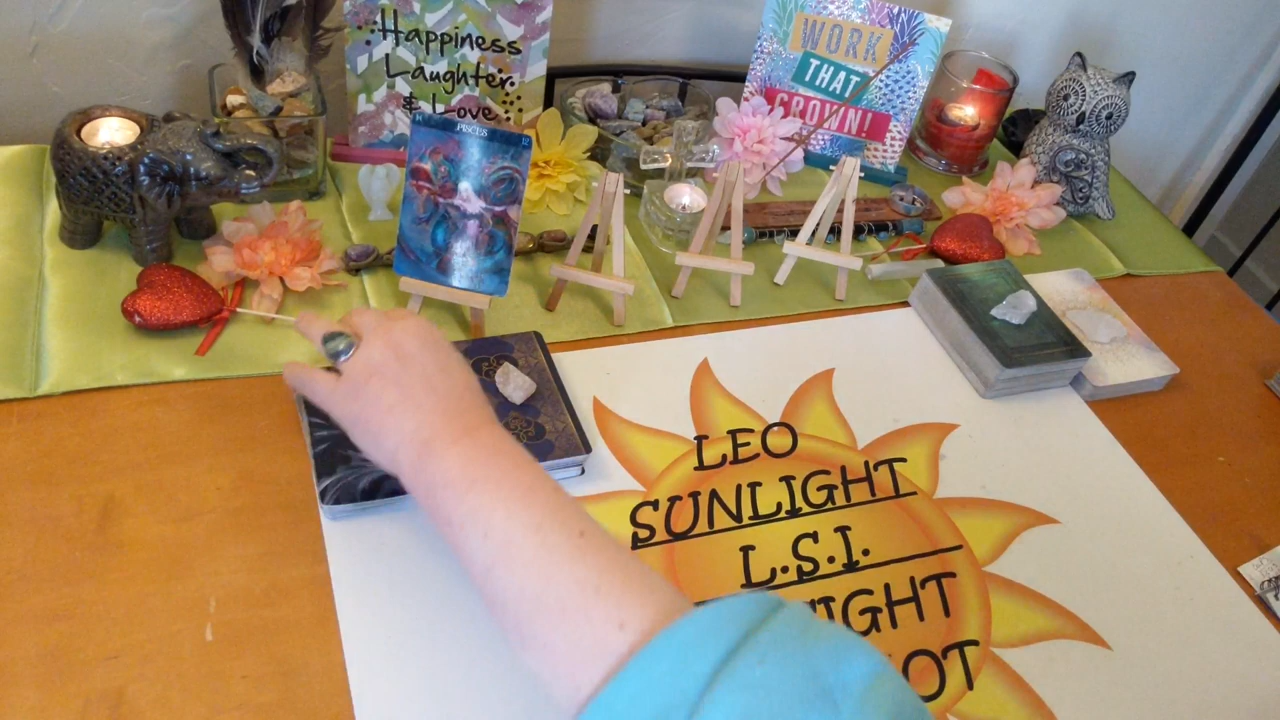 Happiness
Laughter
& Love
WORK
THAT
CROWN!
PISCES
12
LEO
SUNLIGHT
L.S.I.